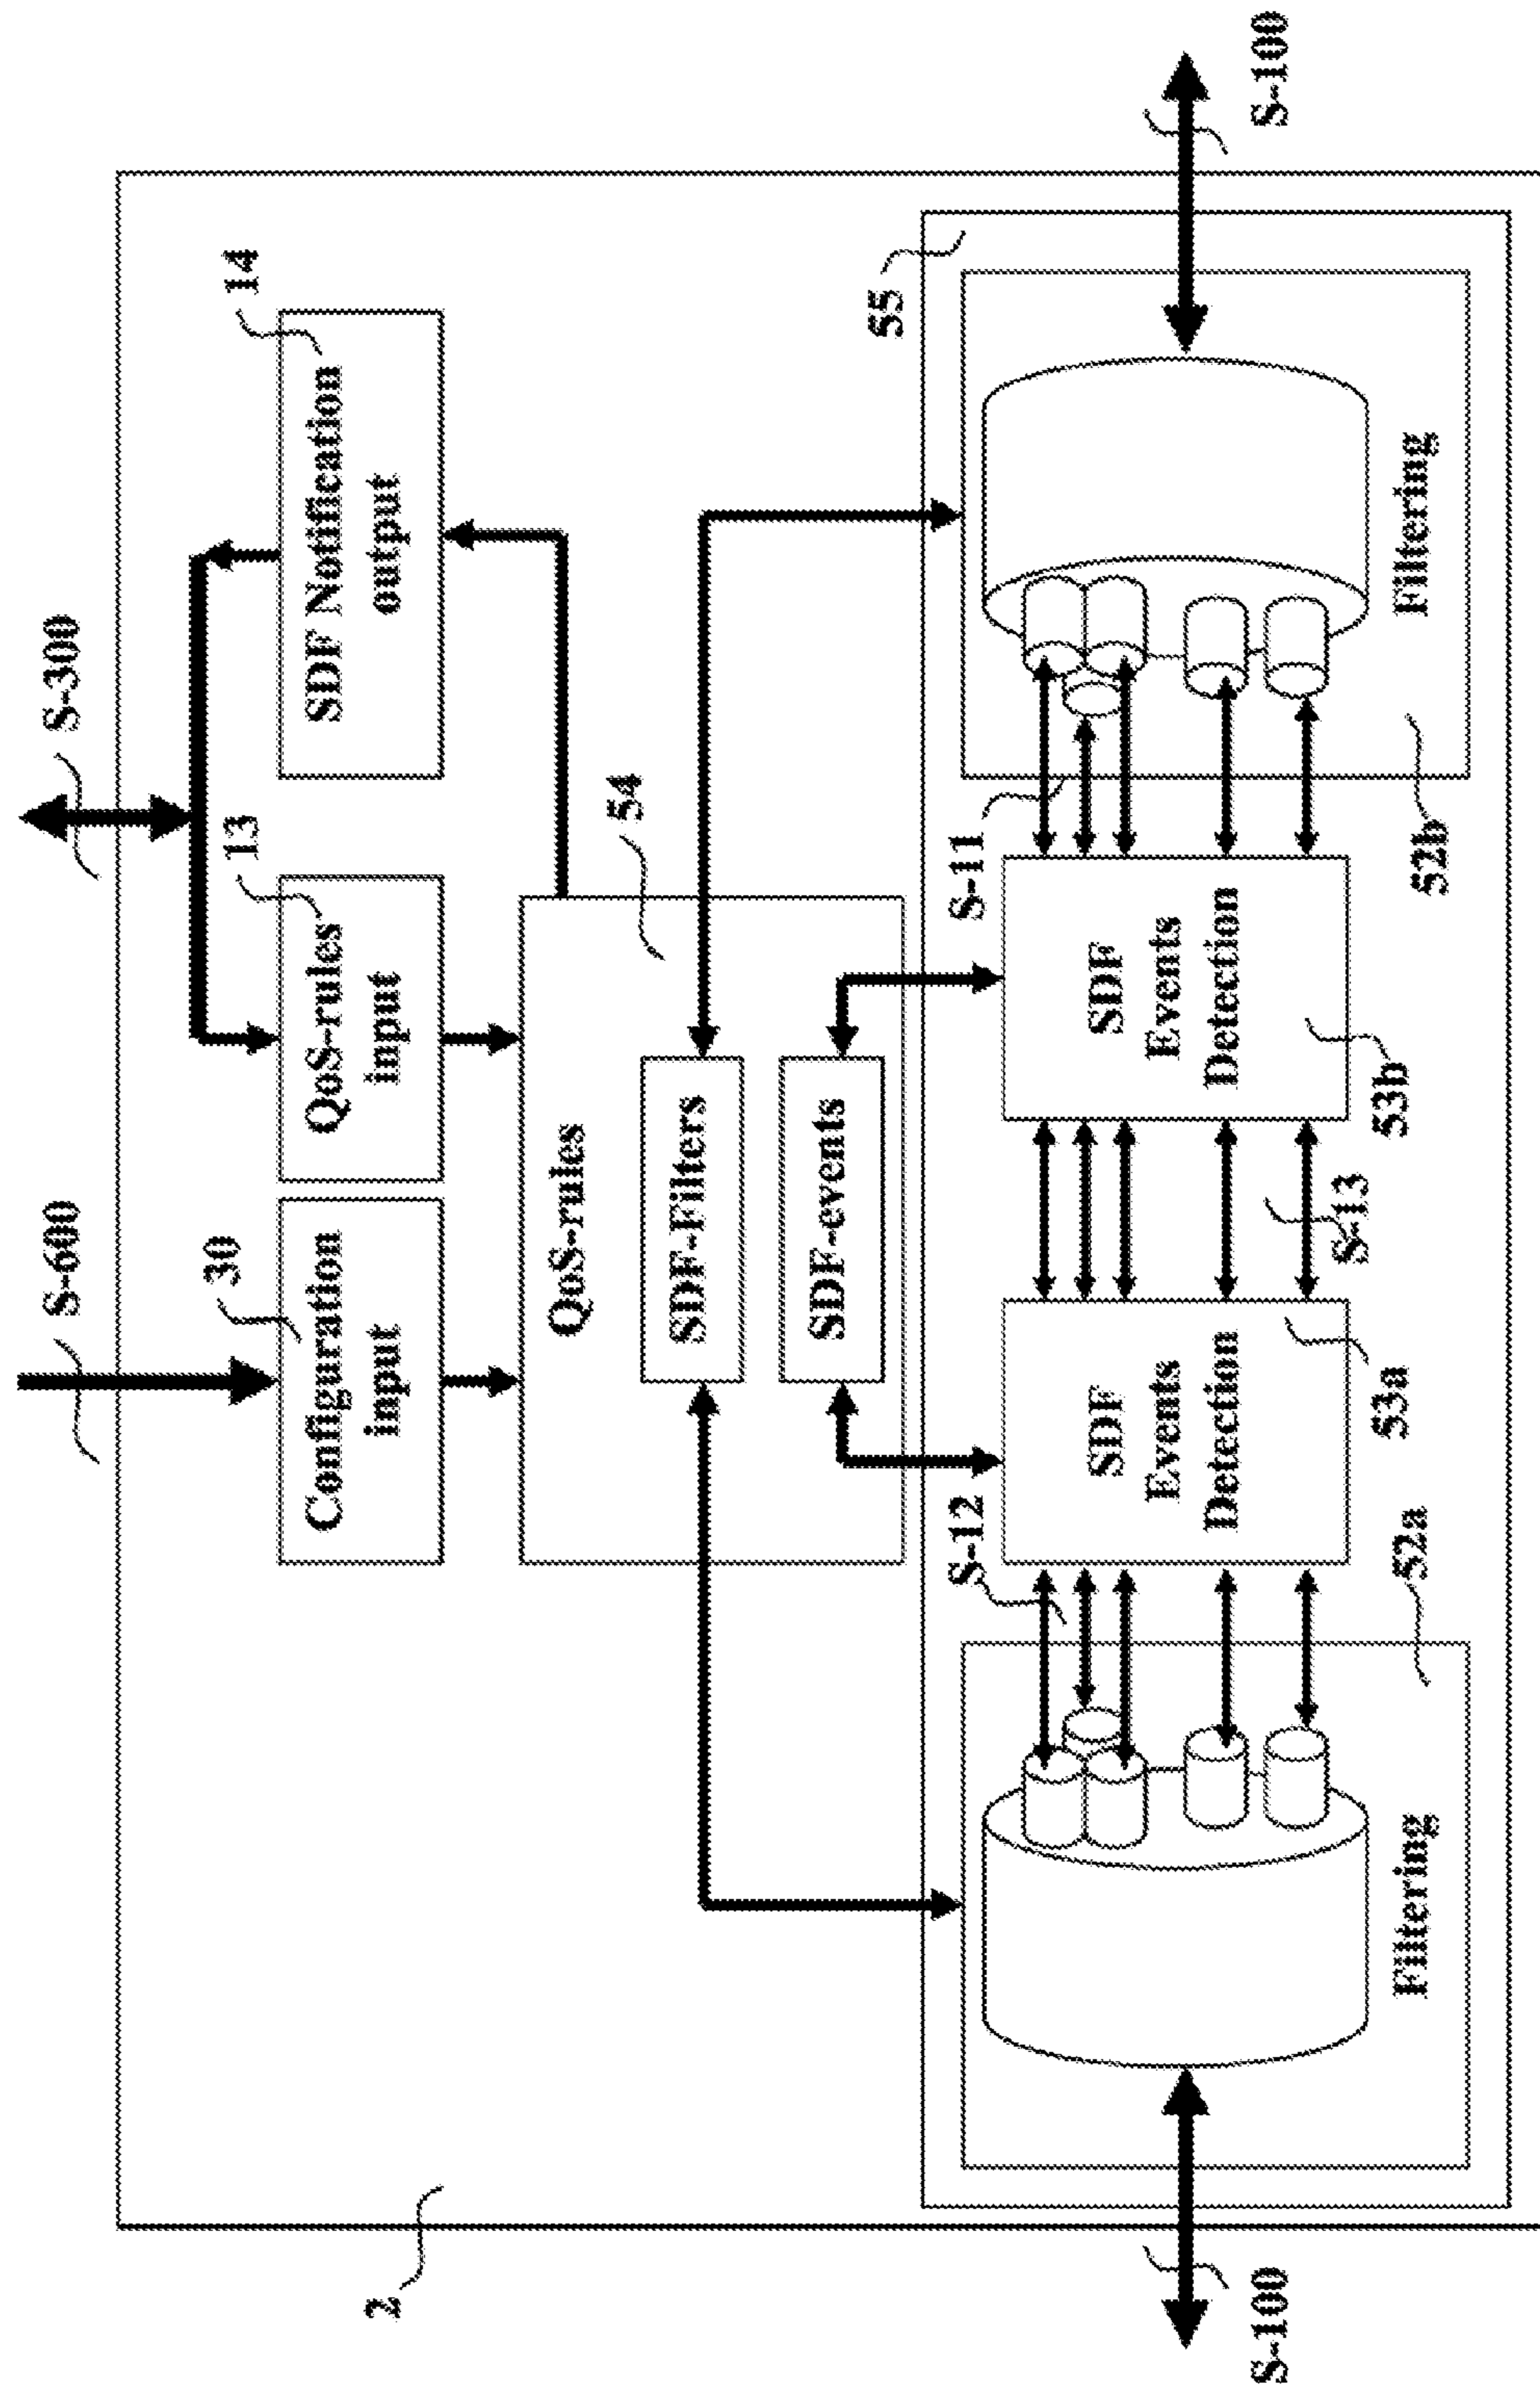 S-600
S-300
30
13
14
Configuration
input
QoS-rules
input
SDF Notification
output
2
QoS-rules
54
SDF-Filters
SDF-events
55
S-12
S-11
SDF
Events
Detection
SDF
Events
Detection
S-100
S-100
S-13
53a
53b
Filtering
Filtering
52a
52b